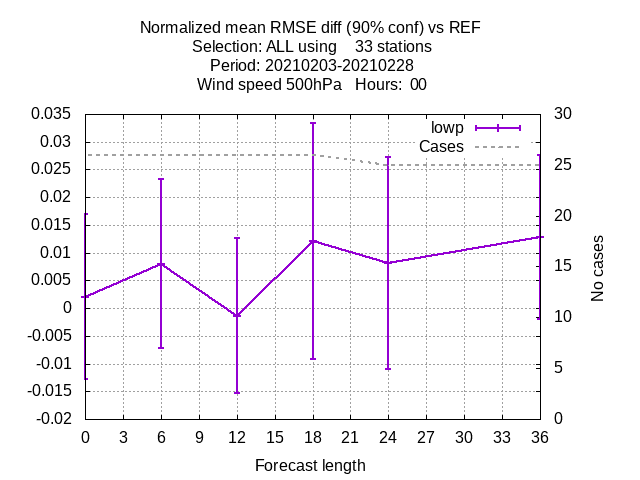 Normalized mean RMSE diff (90% conf) vs REF
Selection: ALL using 33 stations
Period: 20210203-20210228
Wind speed 500hPa Hours: 00
0.035
0.03
0.025
0.02
0.015
0.01
0.005
0
-0.005
-0.01
-0.015
-0.02
lowp
Cases
30
25
20
15
10
5
0
No cases
0 3 6 9 12 15 18 21 24 27 30 33 36
Forecast length